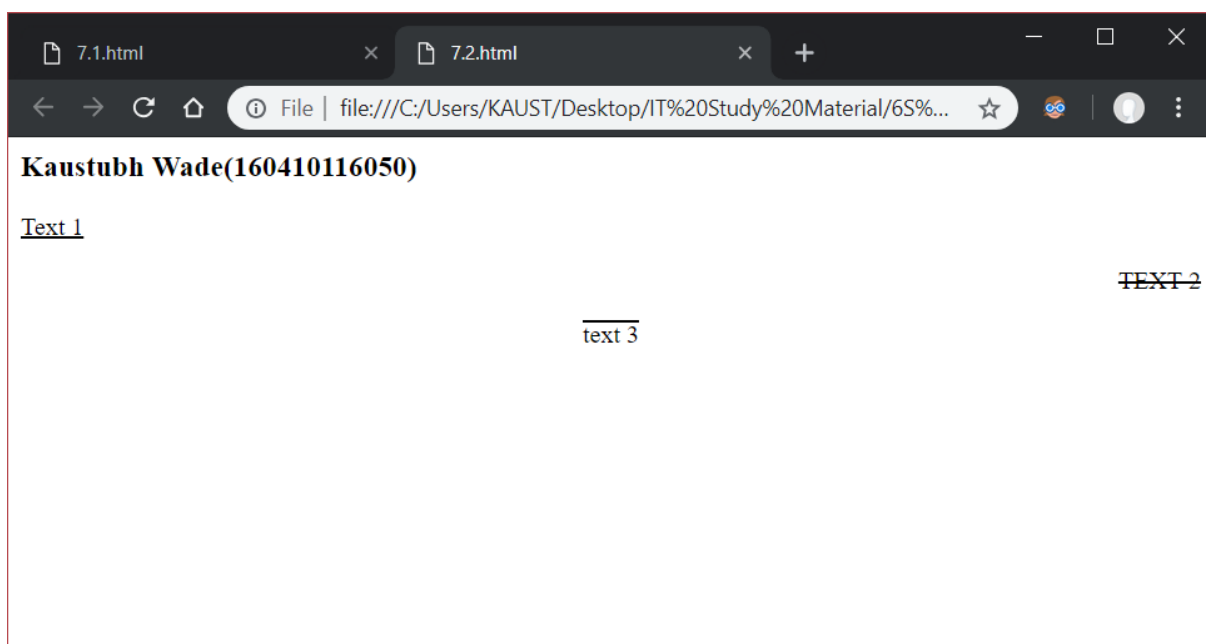 7.1.html
7.2.html
File | file:///C:/Users/KAUST/Desktop/IT%20Study%20Material/6S%...
Kaustubh Wade(160410116050)
Text 1
TEXT 2
text 3